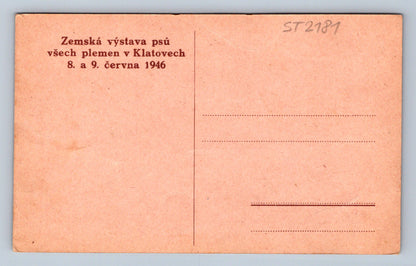 Zemská výstava psů
všech plemen v Klatovech
8. a 9. června 1946
ST2181